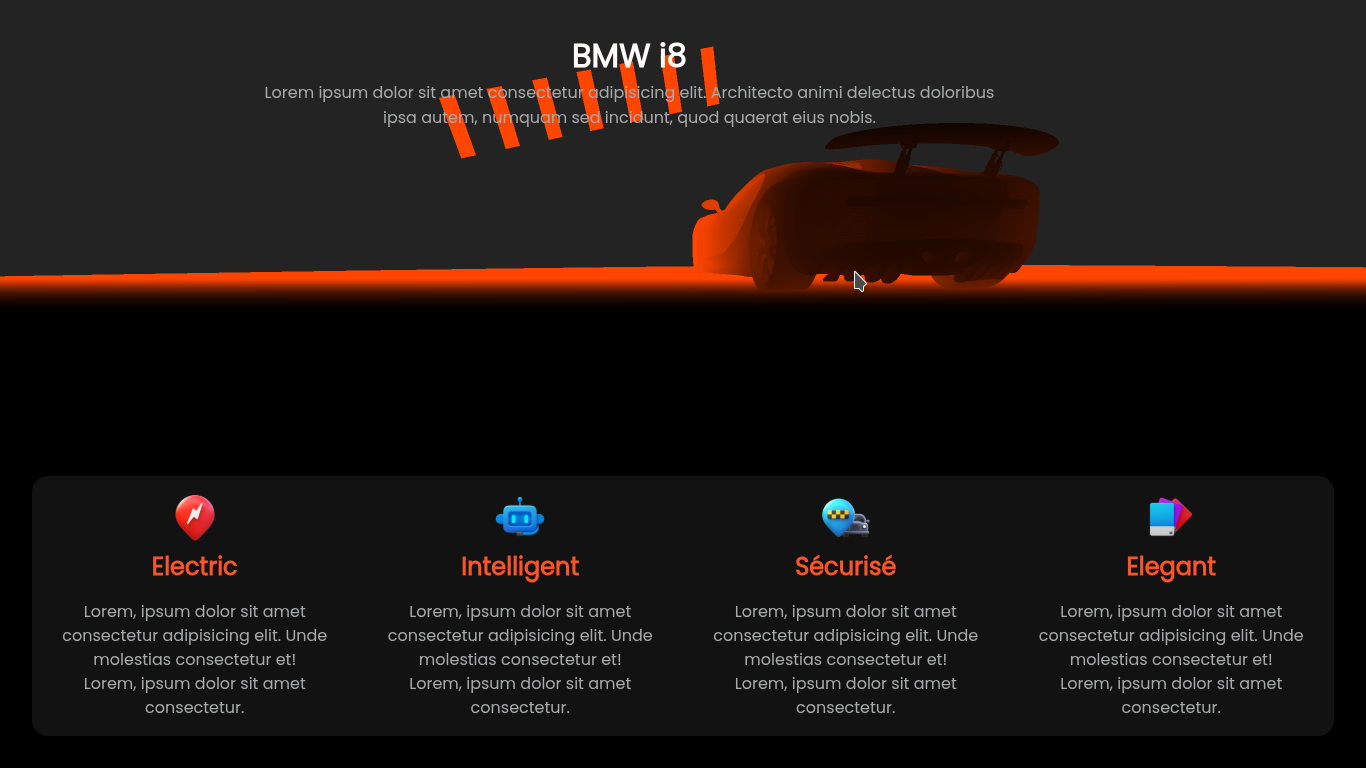 BMW i8
Lorem ipsum dolor sit amet consectetur adipisicing elit. Architecto animi delectus doloribus
ipsa autem, numquam sed incidunt, quod quaerat eius nobis.
Electric
Lorem, ipsum dolor sit amet
consectetur adipisicing elit. Unde
molestias consectetur et!
Lorem, ipsum dolor sit amet
consectetur.
Intelligent
Lorem, ipsum dolor sit amet
consectetur adipisicing elit. Unde
molestias consectetur et!
Lorem, ipsum dolor sit amet
consectetur.
Sécurisé
Lorem, ipsum dolor sit amet
consectetur adipisicing elit. Unde
molestias consectetur et!
Lorem, ipsum dolor sit amet
consectetur.
Elegant
Lorem, ipsum dolor sit amet
consectetur adipisicing elit. Unde
molestias consectetur et!
Lorem, ipsum dolor sit amet
consectetur.